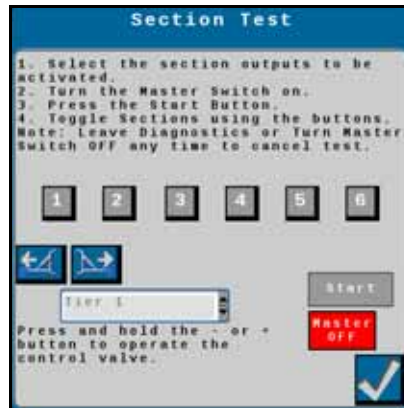 Section Test
1. Select the section outputs to be
activated.
2. Turn the Master Switch on.
3. Press the Start Button.
4. Toggle Sections using the buttons.
Note: Leave Diagnostics or Turn Master
Switch OFF any time to cancel test.
1 2 3 4 5 6
Tier 1
Start
Press and hold the - or +
button to operate the
control valve.
Master
OFF